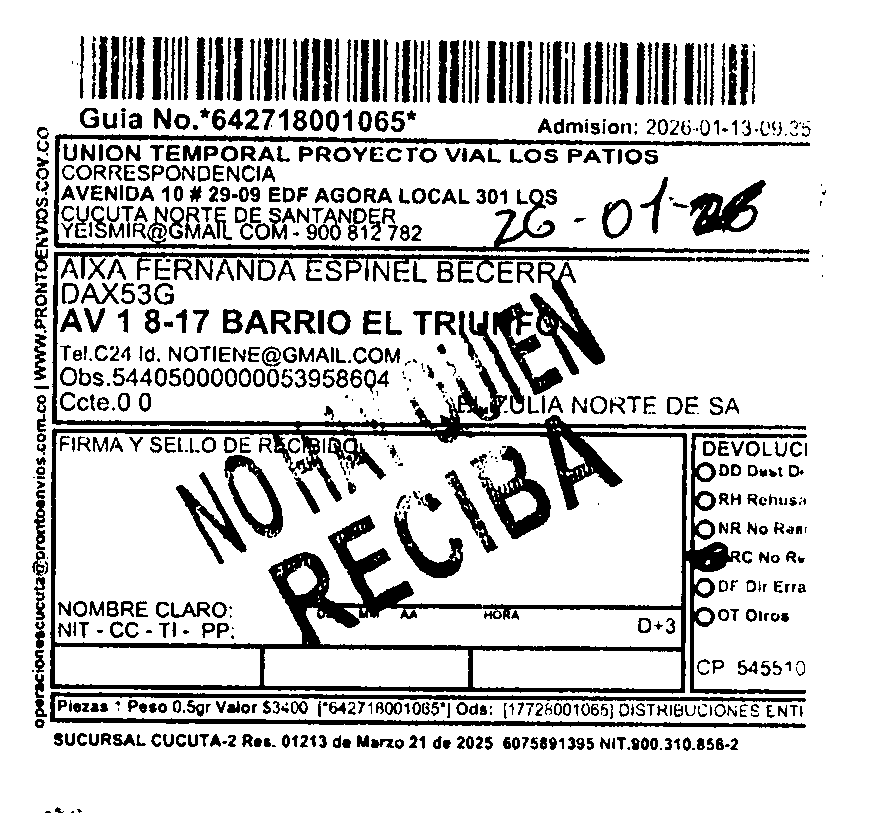 Guia No.*642718001065*
Admision: 2026-01-13-09.35
UNION TEMPORAL PROYECTO VIAL LOS PATIOS
CORRESPONDENCIA
AVENIDA 10 # 29-09 EDF AGORA LOCAL 301 LOS
CUCUTA NORTE DE SANTANDER
YEISMIR@GMAIL COM - 900 812 782
26-01-26
AIXA FERNANDA ESPINEL BECERRA
DAX53G
AV 1 8-17 BARRIO EL TRIUNFO
Tel.C24 Id. NOTIENE@GMAIL.COM
Obs.54405000000053958604
Ccte.0 0
EL ZULIA NORTE DE SA
NO HAY QUIEN
RECIBA
FIRMA Y SELLO DE RECIBIDO
NOMBRE CLARO:
NIT - CC - TI - PP:
AA HORA
D+3
DEVOLUCI
DD Dest D
RH Rehusa
NR No
RC No Re
DF Dir Erra
OT Otros
CP 545510
Piezas 1 Peso 0.5gr Valor $3400 [*642718001065*] Ods: [17728001065] DISTRIBUCIONES ENTI
SUCURSAL CUCUTA-2 Res. 01213 de Marzo 21 de 2025 6075891395 NIT.900.310.856-2
operacionescucuta@prontoenvios.com.co | WWW.PRONTOENVIOS.COV.CO